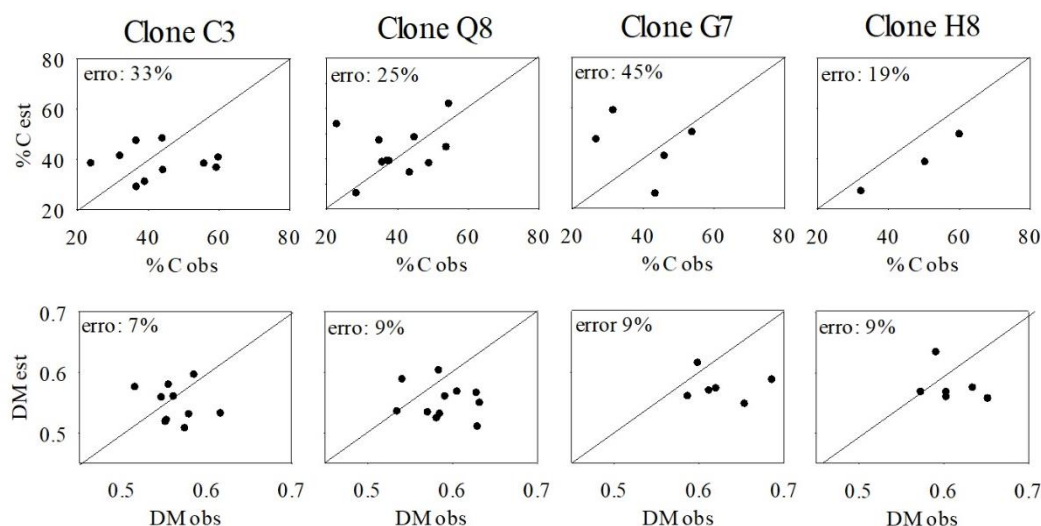 Clone C3 Clone Q8 Clone G7 Clone H8
80
erro: 33% erro: 25% erro: 45% erro: 19%
60
%C est
40
20
20 40 60 80 20 40 60 80 20 40 60 80 20 40 60 80
%C obs %C obs %C obs %C obs
0.7
erro: 7% erro: 9% error 9% erro: 9%
0.6
DM est
0.5
0.5 0.6 0.7 0.5 0.6 0.7 0.5 0.6 0.7 0.5 0.6 0.7
DM obs DM obs DM obs DM obs